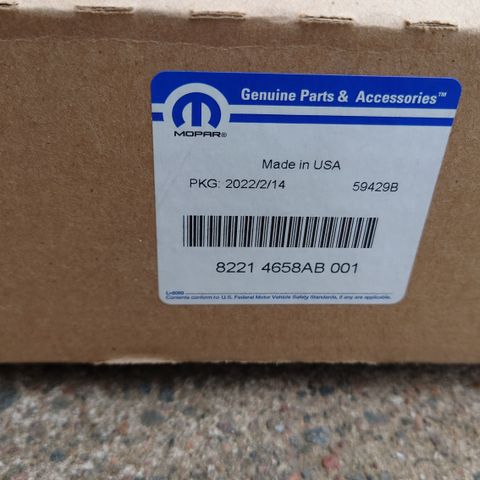 Genuine Parts & Accessories™
MOPAR®
Made in USA
PKG: 2022/2/14 59429B
8221 4658AB 001
Contents conform to U.S. Federal Motor Vehicle Safety Standards, if any are applicable.